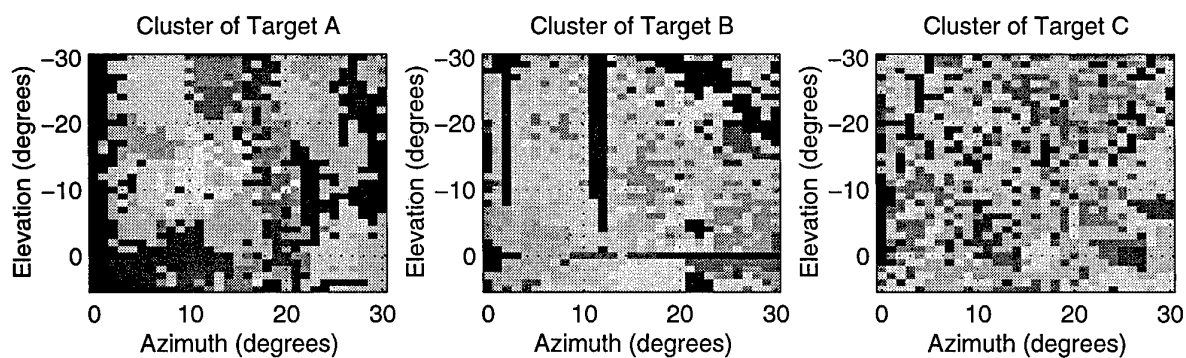 Cluster of Target A
Cluster of Target B
Cluster of Target C
Elevation (degrees)
−30
−20
−10
0
0 10 20 30
Azimuth (degrees)
Elevation (degrees)
−30
−20
−10
0
0 10 20 30
Azimuth (degrees)
Elevation (degrees)
−30
−20
−10
0
0 10 20 30
Azimuth (degrees)